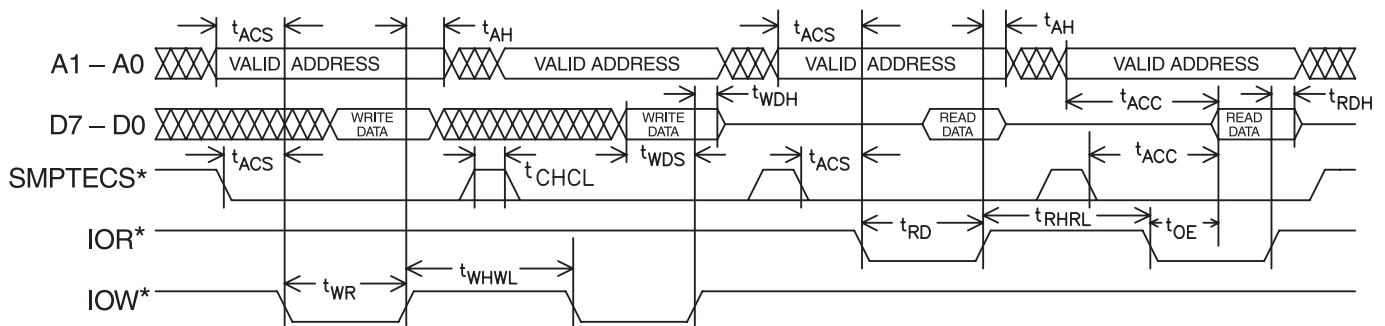 tACS tAH tACS tAH
A1 – A0 VALID ADDRESS VALID ADDRESS VALID ADDRESS VALID ADDRESS
tWDH tACC tRDH
D7 – D0 WRITE DATA WRITE DATA READ DATA READ DATA
tACS tWDS tACS tACC
SMPTECS* tCHCL
IOR* tRD tRHRL tOE
IOW* tWR tWHWL